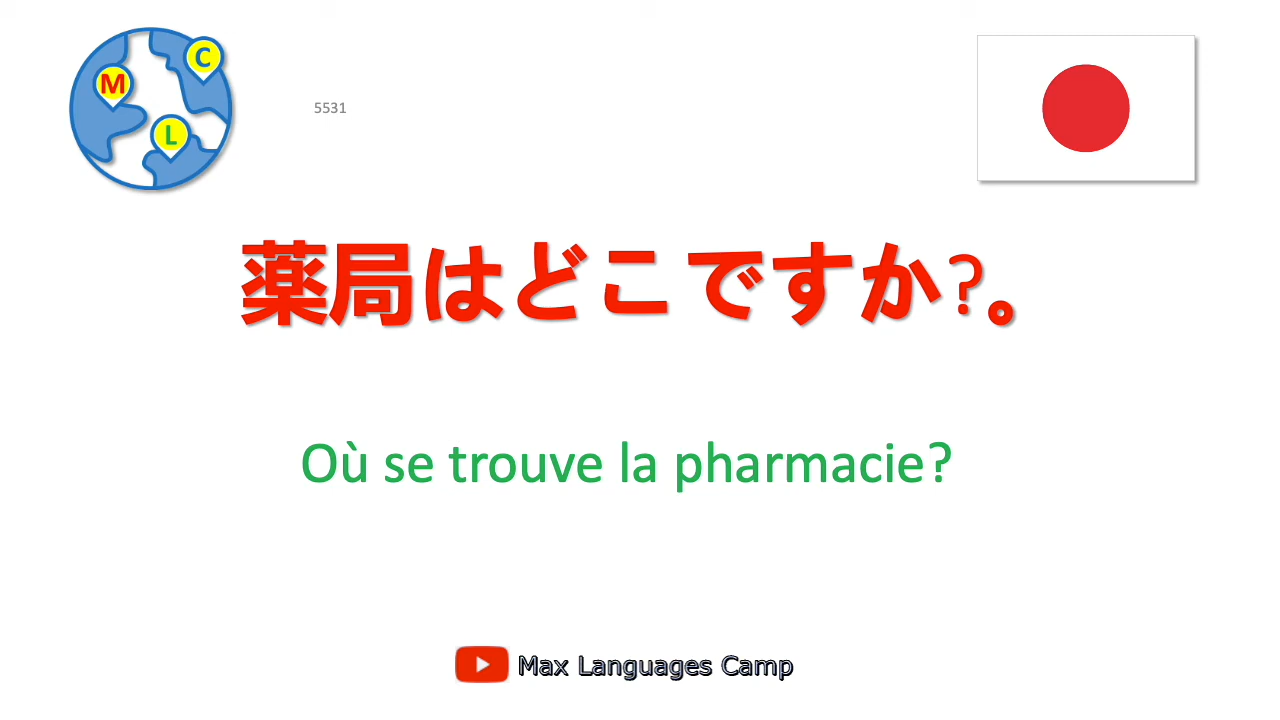 M
C
L
5531
薬局はどこですか?。
Où se trouve la pharmacie?
Max Languages Camp